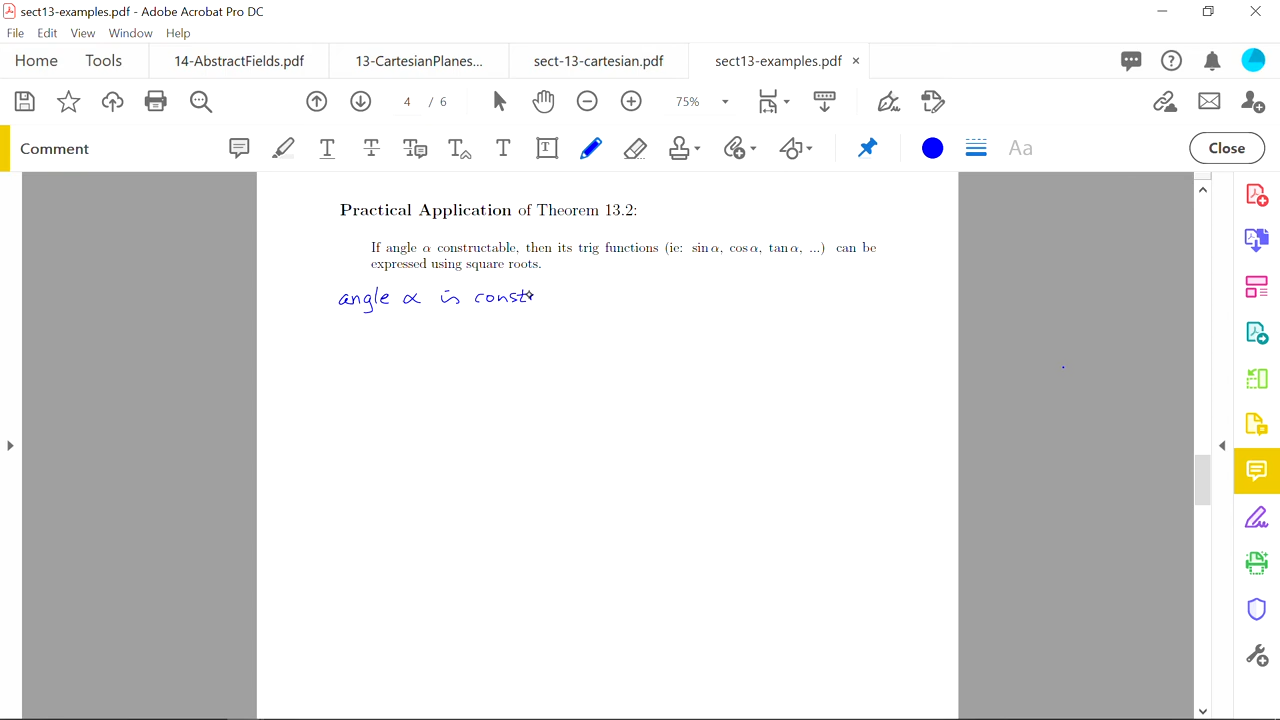 sect13-examples.pdf - Adobe Acrobat Pro DC
File Edit View Window Help
Home Tools 14-AbstractFields.pdf 13-CartesianPlanes... sect-13-cartesian.pdf sect13-examples.pdf ×
4 / 6 75%
Comment Aa Close
Practical Application of Theorem 13.2:
If angle α constructable, then its trig functions (ie: sin α, cos α, tan α, ...) can be
expressed using square roots.
angle α is const